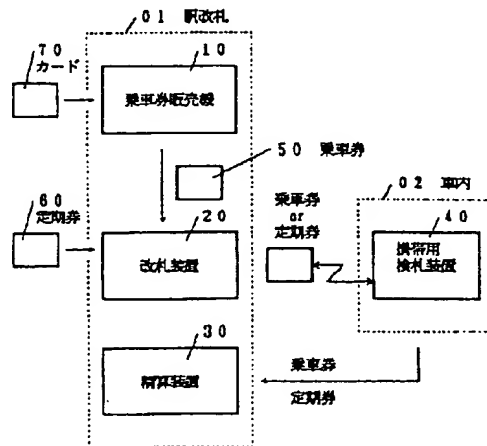 01 駅改札
70
カード
10
乗車券販売機
50 乗車券
02 車内
60
定期券
20
改札装置
乗車券
or
定期券
40
携帯用
検札装置
30
精算装置
乗車券
定期券